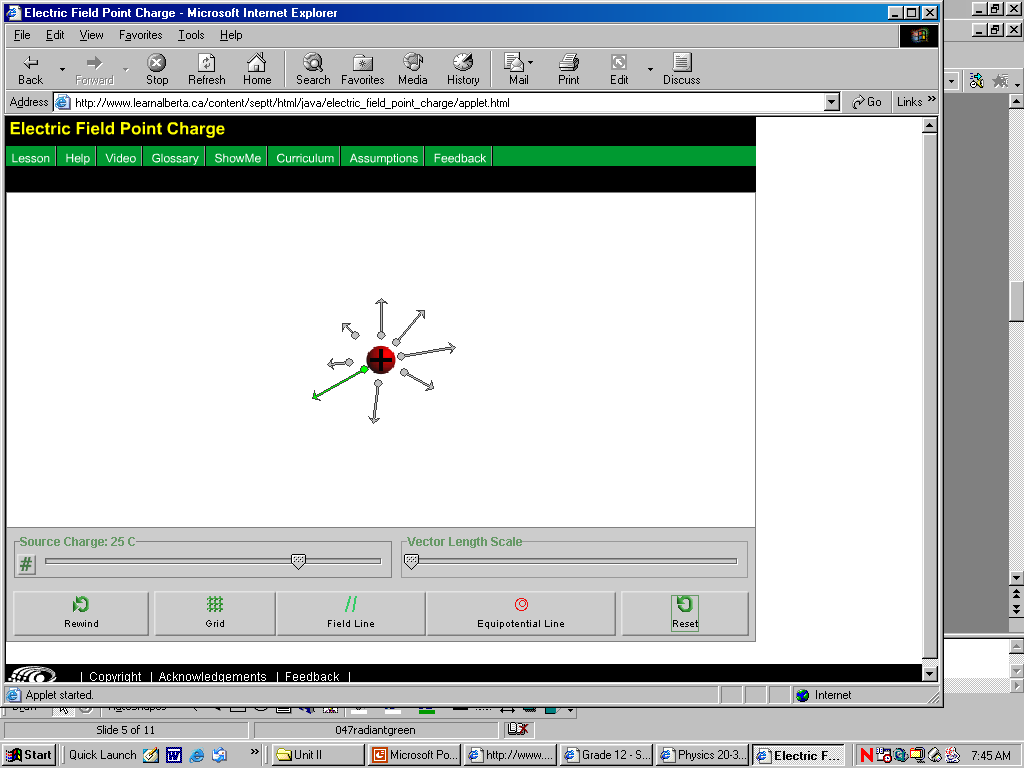 Electric Field Point Charge - Microsoft Internet Explorer
File Edit View Favorites Tools Help
Back Forward Stop Refresh Home Search Favorites Media History Mail Print Edit Discuss
Address http://www.learnalberta.ca/content/septt/html/java/electric_field_point_charge/applet.html Go Links »
Electric Field Point Charge
Lesson Help Video Glossary ShowMe Curriculum Assumptions Feedback
Source Charge: 25 C Vector Length Scale
#
Rewind Grid Field Line Equipotential Line Reset
| Copyright | Acknowledgements | Feedback |
Applet started. Internet
Slide 5 of 11 047radiantgreen
Start Quick Launch » Unit II Microsoft Po... http://www.... Grade 12 - S... Physics 20-3... Electric F... 7:45 AM